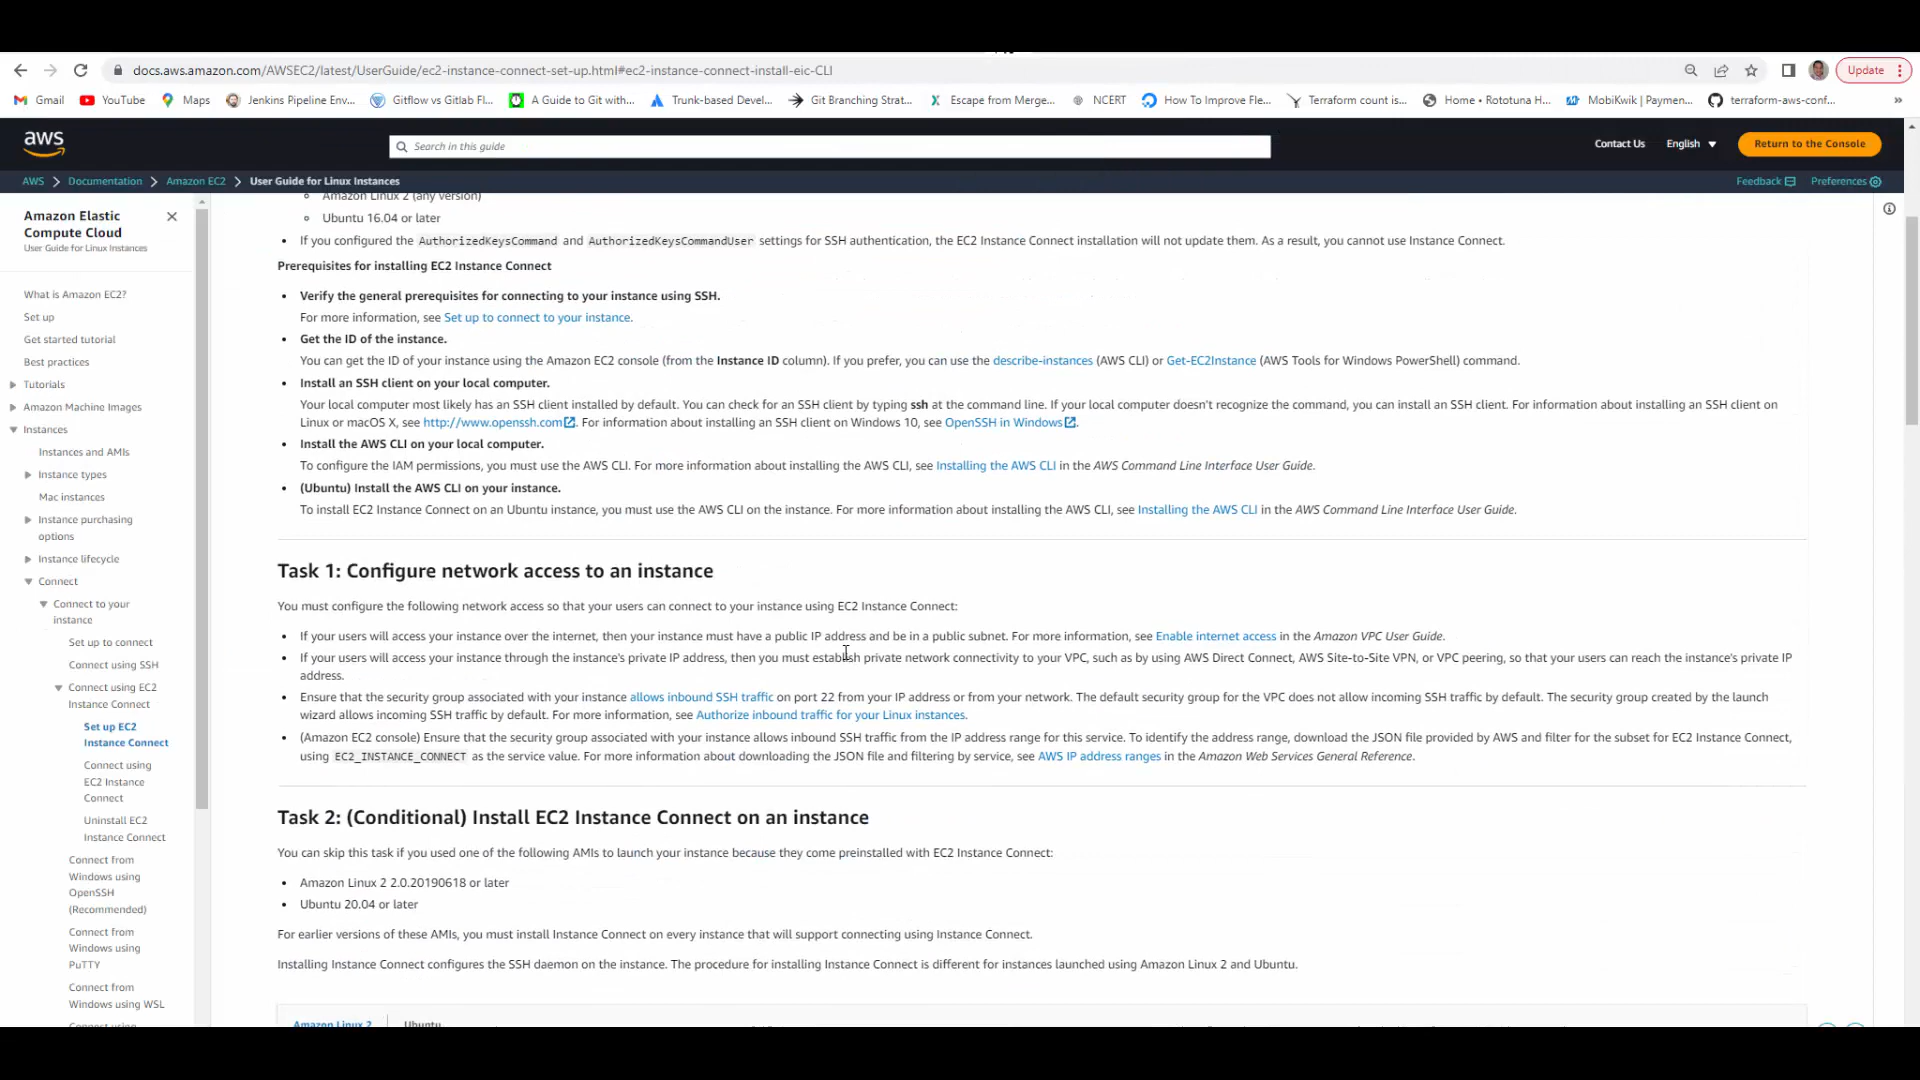 docs.aws.amazon.com/AWSEC2/latest/UserGuide/ec2-instance-connect-set-up.html#ec2-instance-connect-install-eic-CLI
Update
Gmail
YouTube
Maps
Jenkins Pipeline Env...
Gitflow vs Gitlab Fl...
A Guide to Git with...
Trunk-based Devel...
Git Branching Strat...
Escape from Merge...
NCERT
How To Improve Fle...
Terraform count is...
Home • Rototuna H...
MobiKwik | Paymen...
terraform-aws-conf...
»
aws
Search in this guide
Contact Us
English
Return to the Console
AWS
Documentation
Amazon EC2
User Guide for Linux Instances
Feedback
Preferences
Amazon Elastic
Compute Cloud
User Guide for Linux Instances
What is Amazon EC2?
Set up
Get started tutorial
Best practices
Tutorials
Amazon Machine Images
Instances
Instances and AMIs
Instance types
Mac instances
Instance purchasing
options
Instance lifecycle
Connect
Connect to your
instance
Set up to connect
Connect using SSH
Connect using EC2
Instance Connect
Set up EC2
Instance Connect
Connect using
EC2 Instance
Connect
Uninstall EC2
Instance Connect
Connect from
Windows using
OpenSSH
(Recommended)
Connect from
Windows using
PuTTY
Connect from
Windows using WSL
Connect using
Amazon Linux 2 (any version)
Ubuntu 16.04 or later
If you configured the AuthorizedKeysCommand and AuthorizedKeysCommandUser settings for SSH authentication, the EC2 Instance Connect installation will not update them. As a result, you cannot use Instance Connect.
Prerequisites for installing EC2 Instance Connect
Verify the general prerequisites for connecting to your instance using SSH.
For more information, see Set up to connect to your instance.
Get the ID of the instance.
You can get the ID of your instance using the Amazon EC2 console (from the Instance ID column). If you prefer, you can use the describe-instances (AWS CLI) or Get-EC2Instance (AWS Tools for Windows PowerShell) command.
Install an SSH client on your local computer.
Your local computer most likely has an SSH client installed by default. You can check for an SSH client by typing ssh at the command line. If your local computer doesn't recognize the command, you can install an SSH client. For information about installing an SSH client on
Linux or macOS X, see http://www.openssh.com. For information about installing an SSH client on Windows 10, see OpenSSH in Windows.
Install the AWS CLI on your local computer.
To configure the IAM permissions, you must use the AWS CLI. For more information about installing the AWS CLI, see Installing the AWS CLI in the AWS Command Line Interface User Guide.
(Ubuntu) Install the AWS CLI on your instance.
To install EC2 Instance Connect on an Ubuntu instance, you must use the AWS CLI on the instance. For more information about installing the AWS CLI, see Installing the AWS CLI in the AWS Command Line Interface User Guide.
Task 1: Configure network access to an instance
You must configure the following network access so that your users can connect to your instance using EC2 Instance Connect:
If your users will access your instance over the internet, then your instance must have a public IP address and be in a public subnet. For more information, see Enable internet access in the Amazon VPC User Guide.
If your users will access your instance through the instance's private IP address, then you must establish private network connectivity to your VPC, such as by using AWS Direct Connect, AWS Site-to-Site VPN, or VPC peering, so that your users can reach the instance's private IP
address.
Ensure that the security group associated with your instance allows inbound SSH traffic on port 22 from your IP address or from your network. The default security group for the VPC does not allow incoming SSH traffic by default. The security group created by the launch
wizard allows incoming SSH traffic by default. For more information, see Authorize inbound traffic for your Linux instances.
(Amazon EC2 console) Ensure that the security group associated with your instance allows inbound SSH traffic from the IP address range for this service. To identify the address range, download the JSON file provided by AWS and filter for the subset for EC2 Instance Connect,
using EC2_INSTANCE_CONNECT as the service value. For more information about downloading the JSON file and filtering by service, see AWS IP address ranges in the Amazon Web Services General Reference.
Task 2: (Conditional) Install EC2 Instance Connect on an instance
You can skip this task if you used one of the following AMIs to launch your instance because they come preinstalled with EC2 Instance Connect:
Amazon Linux 2 2.0.20190618 or later
Ubuntu 20.04 or later
For earlier versions of these AMIs, you must install Instance Connect on every instance that will support connecting using Instance Connect.
Installing Instance Connect configures the SSH daemon on the instance. The procedure for installing Instance Connect is different for instances launched using Amazon Linux 2 and Ubuntu.
Amazon Linux 2
Ubuntu